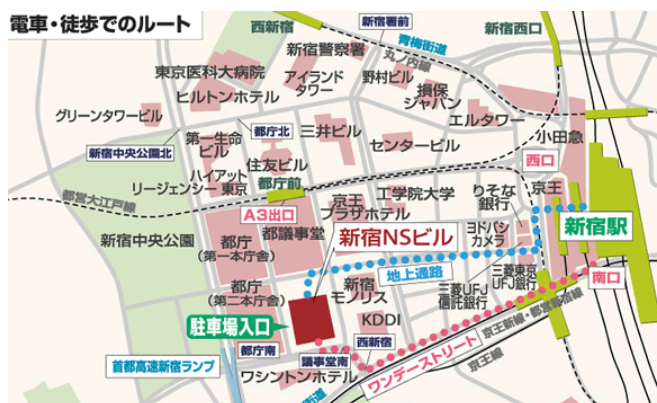 電車・徒歩でのルート
西新宿
新宿署前
青梅街道
新宿西口
新宿警察署
丸ノ内線
東京医科大病院
アイランド
タワー
野村ビル
ヒルトンホテル
損保
ジャパン
グリーンタワービル
エルタワー
小田急
第一生命
ビル
都庁北
三井ビル
センタービル
新宿中央公園北
西口
住友ビル
ハイアット
リージェンシー 東京
都庁前
工学院大学
りそな
銀行
京王
都営大江戸線
A3出口
京王
プラザホテル
新宿駅
新宿中央公園
都庁
(第一本庁舎)
都議事堂
新宿NSビル
ヨドバシ
カメラ
地上通路
三菱東京
UFJ銀行
南口
都庁
(第二本庁舎)
新宿
モノリス
三菱UFJ
信託銀行
駐車場入口
KDDI
京王新線・都営新宿線
都庁南
議事堂南
西新宿
京王線
首都高速新宿ランプ
ワシントンホテル
ワンデーストリート
街道